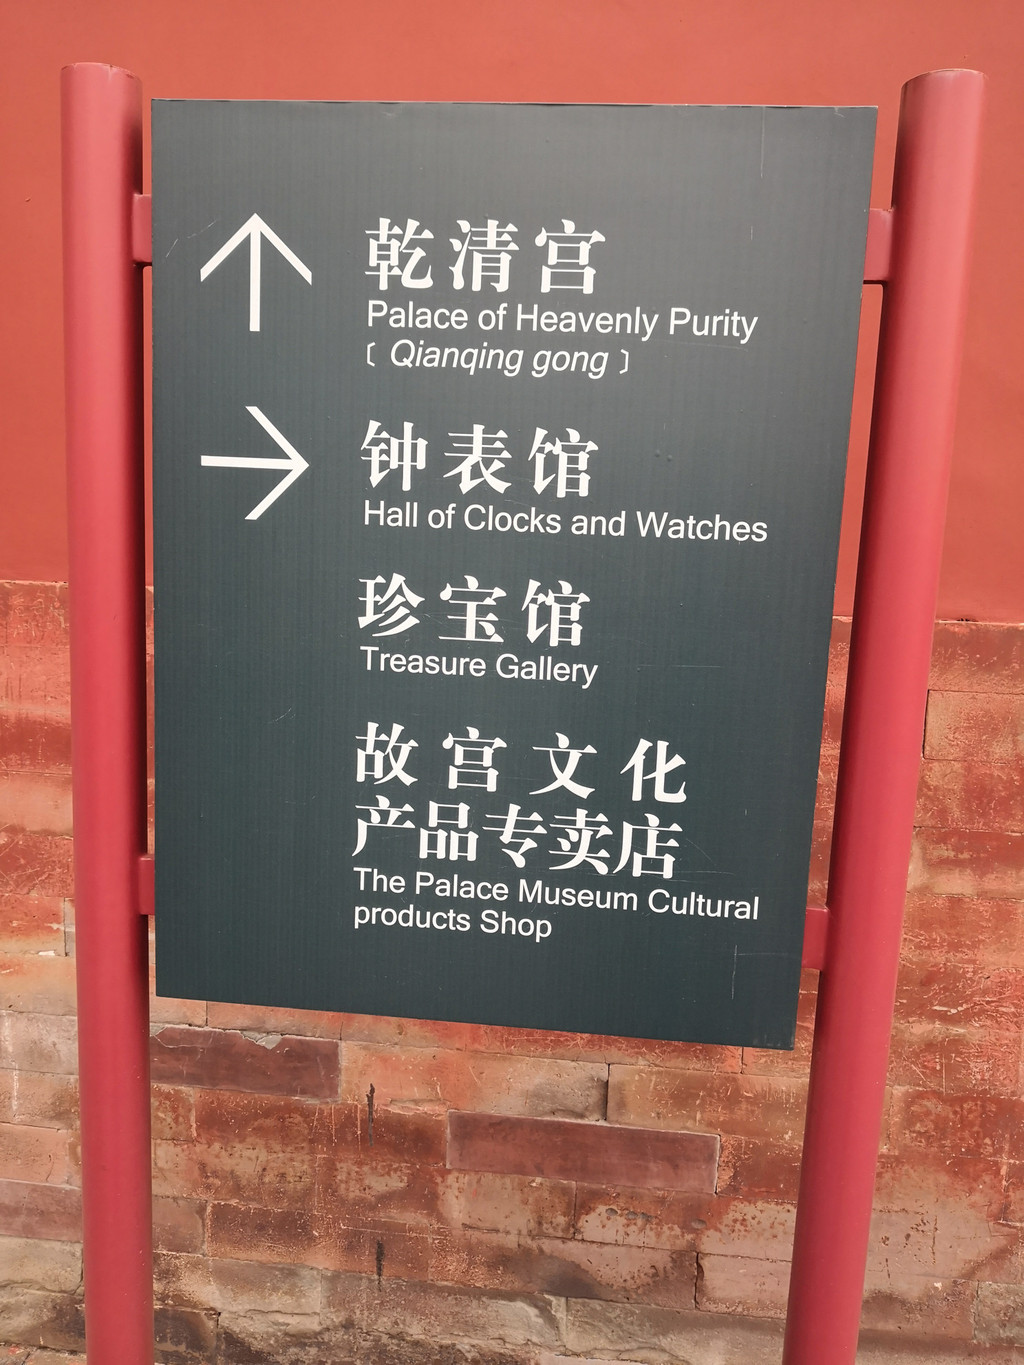 乾清宫
Palace of Heavenly Purity
〔 Qianqing gong 〕
钟表馆
Hall of Clocks and Watches
珍宝馆
Treasure Gallery
故宫文化
产品专卖店
The Palace Museum Cultural
products Shop